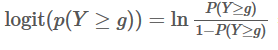 logit(p(Y ≥ g)) = ln P(Y≥g) / 1−P(Y≥g)